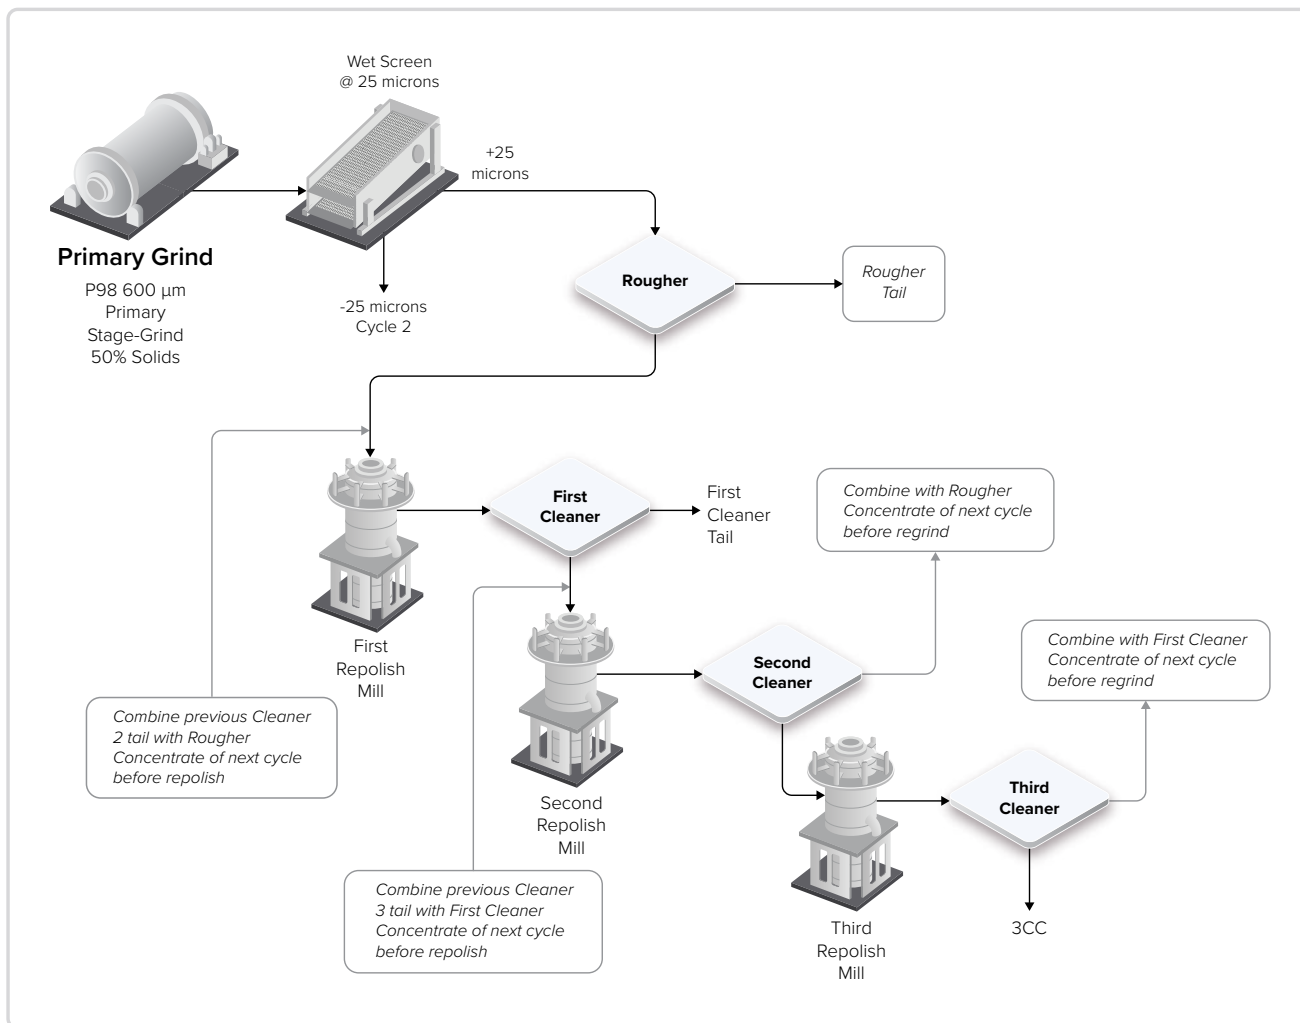 Wet Screen
@ 25 microns
+25
microns
Primary Grind
P98 600 µm
Primary
Stage-Grind
50% Solids
-25 microns
Cycle 2
Rougher
Rougher
Tail
First
Repolish
Mill
First
Cleaner
First
Cleaner
Tail
Combine with Rougher
Concentrate of next cycle
before regrind
Combine previous Cleaner
2 tail with Rougher
Concentrate of next cycle
before repolish
Second
Repolish
Mill
Second
Cleaner
Combine with First Cleaner
Concentrate of next cycle
before regrind
Combine previous Cleaner
3 tail with First Cleaner
Concentrate of next cycle
before repolish
Third
Repolish
Mill
Third
Cleaner
3CC